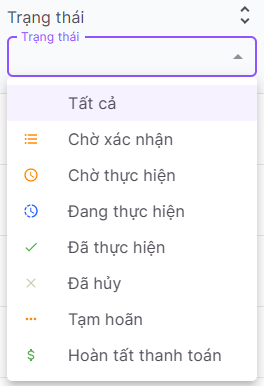 Trạng thái
Trạng thái
Tất cả
Chờ xác nhận
Chờ thực hiện
Đang thực hiện
Đã thực hiện
Đã hủy
Tạm hoãn
$ Hoàn tất thanh toán